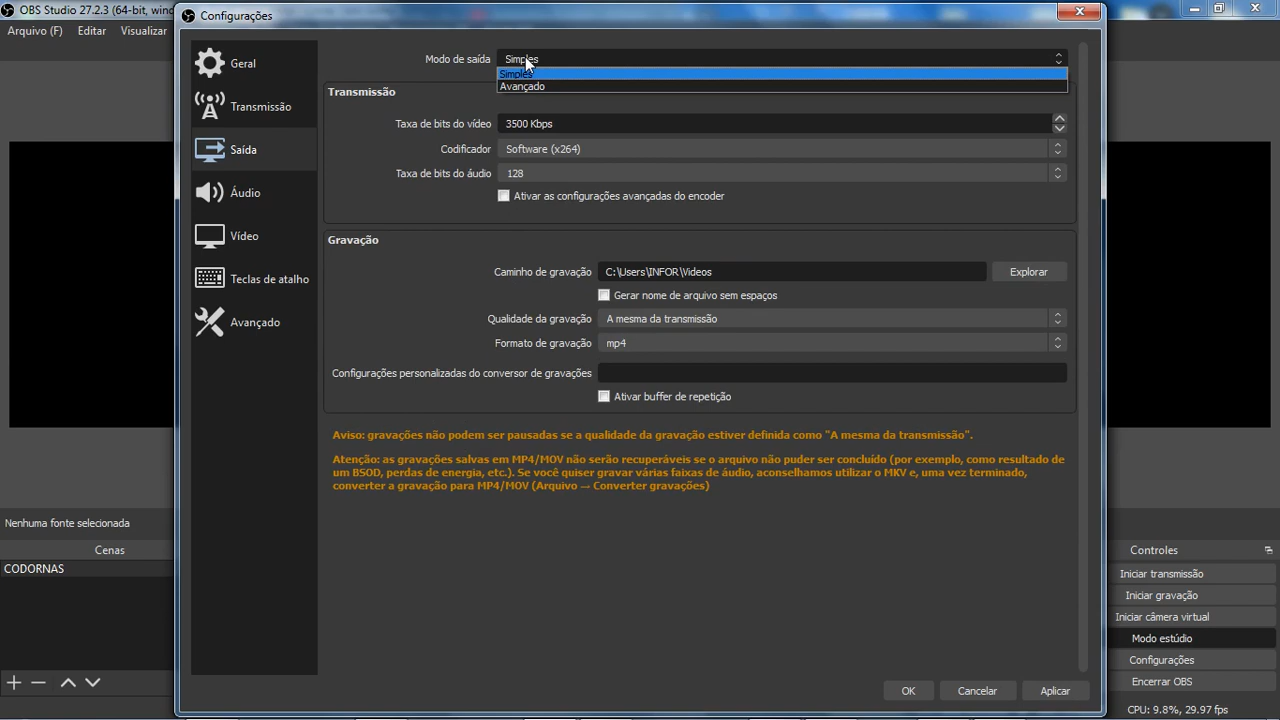 OBS Studio 27.2.3 (64-bit, wind
Configurações
Arquivo (F) Editar Visualizar
Geral
Transmissão
Saída
Áudio
Vídeo
Teclas de atalho
Avançado
Modo de saída Simples
Simples
Avançado
Transmissão
Taxa de bits do vídeo 3500 Kbps
Codificador Software (x264)
Taxa de bits do áudio 128
Ativar as configurações avançadas do encoder
Gravação
Caminho de gravação C:\Users\INFOR\Videos Explorar
Gerar nome de arquivo sem espaços
Qualidade da gravação A mesma da transmissão
Formato de gravação mp4
Configurações personalizadas do conversor de gravações
Ativar buffer de repetição
Aviso: gravações não podem ser pausadas se a qualidade da gravação estiver definida como "A mesma da transmissão".
Atenção: as gravações salvas em MP4/MOV não serão recuperáveis se o arquivo não puder ser concluído (por exemplo, como resultado de
um BSOD, perdas de energia, etc.). Se você quiser gravar várias faixas de áudio, aconselhamos utilizar o MKV e, uma vez terminado,
converter a gravação para MP4/MOV (Arquivo → Converter gravações)
OK Cancelar Aplicar
Nenhuma fonte selecionada
Cenas
CODORNAS
Controles
Iniciar transmissão
Iniciar gravação
Iniciar câmera virtual
Modo estúdio
Configurações
Encerrar OBS
CPU: 9.8%, 29.97 fps